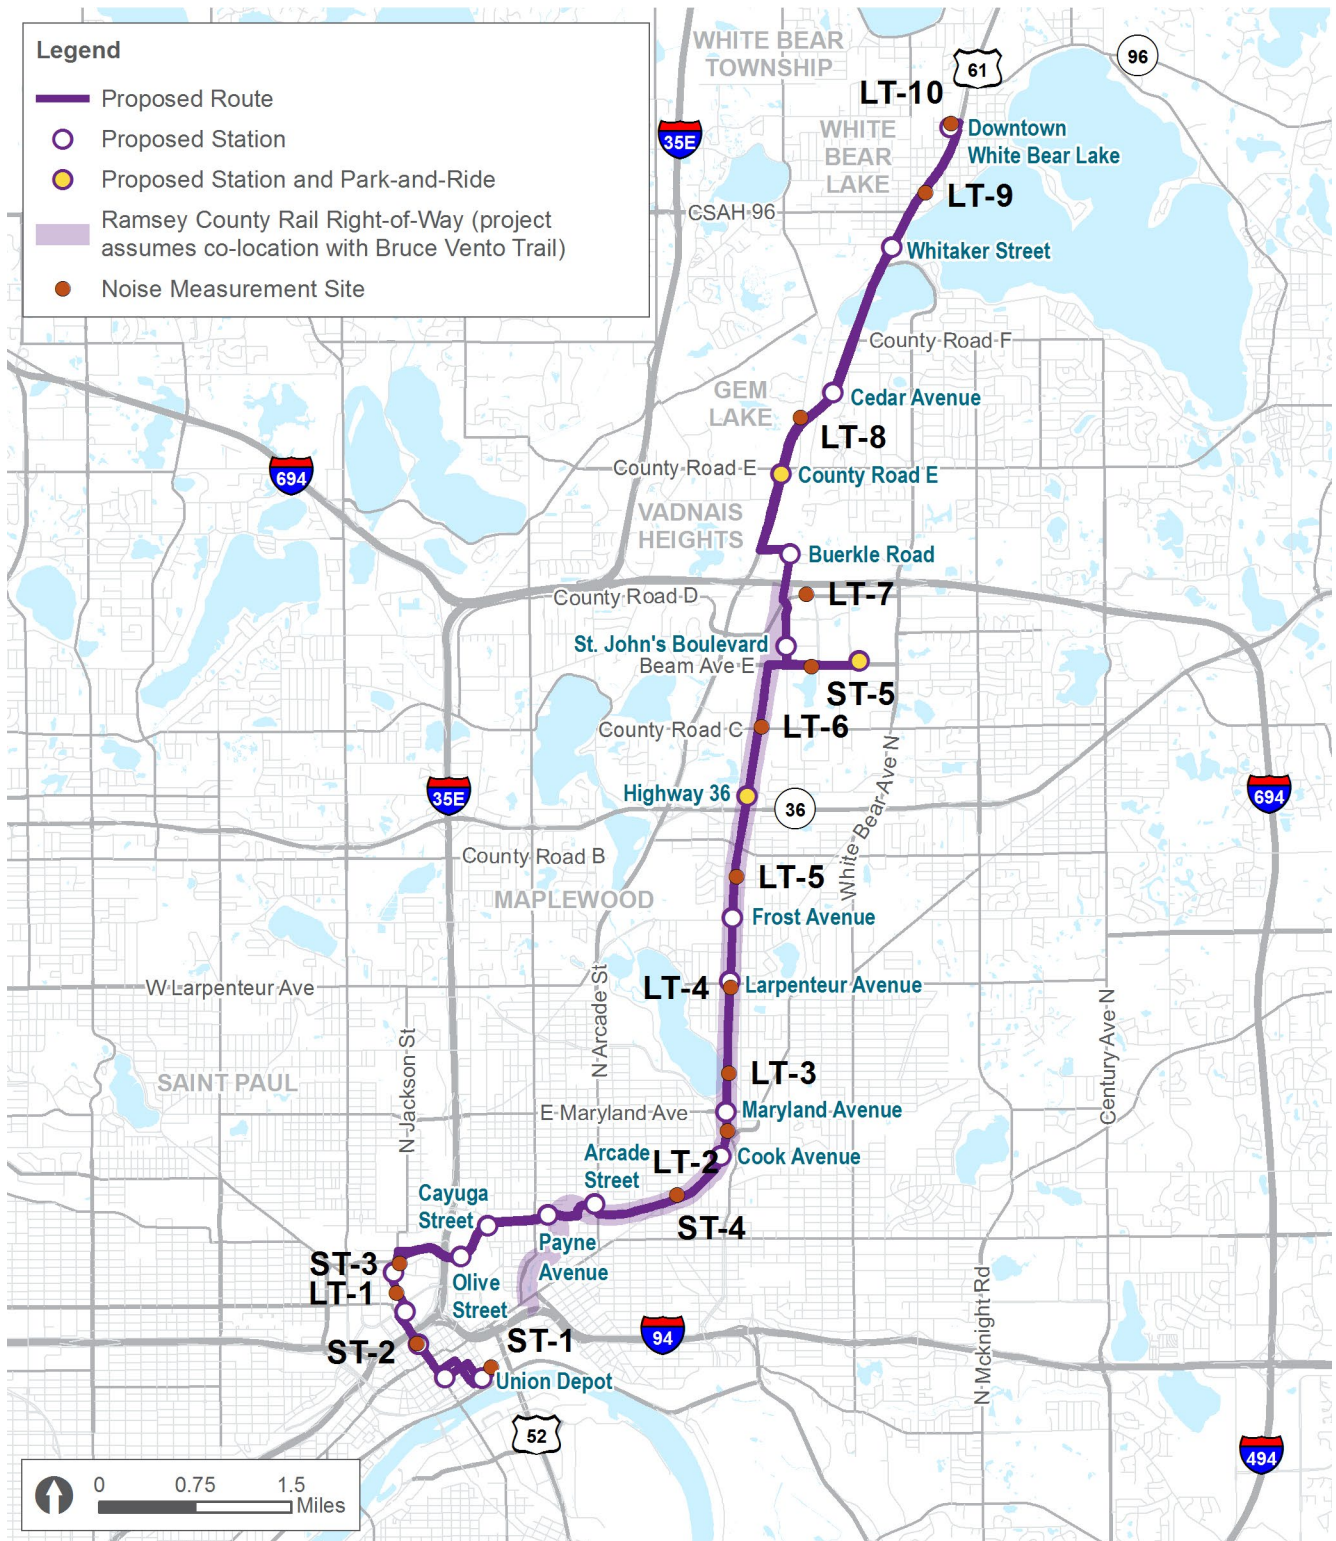 Legend
Proposed Route
Proposed Station
Proposed Station and Park-and-Ride
Ramsey County Rail Right-of-Way (project
assumes co-location with Bruce Vento Trail)
Noise Measurement Site
WHITE BEAR
TOWNSHIP
61
96
LT-10
35E
WHITE
BEAR
LAKE
Downtown
White Bear Lake
LT-9
CSAH 96
Whitaker Street
County Road F
GEM
LAKE
Cedar Avenue
LT-8
County Road E
County Road E
694
VADNAIS
HEIGHTS
Buerkle Road
County Road D
LT-7
St. John's Boulevard
Beam Ave E
ST-5
County Road C
LT-6
35E
Highway 36
36
694
White Bear Ave N
County Road B
LT-5
MAPLEWOOD
Frost Avenue
W Larpenteur Ave
LT-4
Larpenteur Avenue
N Arcade St
N Jackson St
Century Ave N
SAINT PAUL
LT-3
E Maryland Ave
Maryland Avenue
Arcade
Street
LT-2
Cook Avenue
Cayuga
Street
ST-4
Payne
Avenue
ST-3
LT-1
Olive
Street
N Mcknight Rd
ST-1
94
ST-2
Union Depot
52
494
0
0.75
1.5
Miles